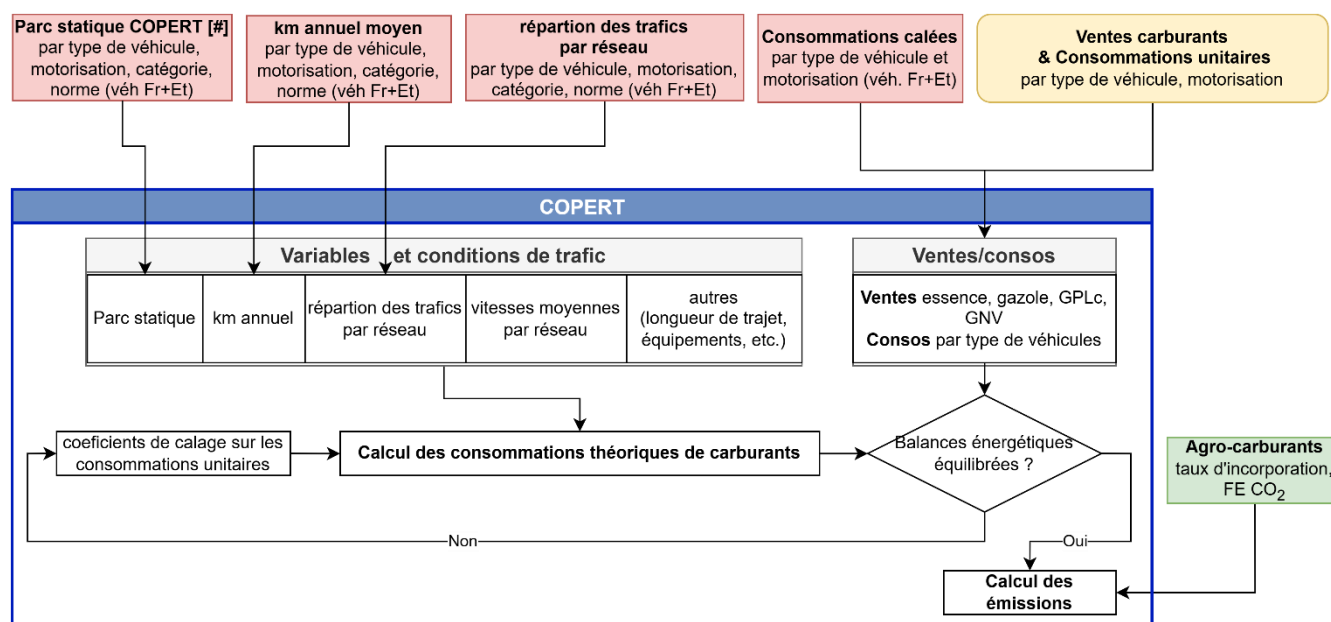 Parc statique COPERT [#]
par type de véhicule,
motorisation, catégorie,
norme (véh Fr+Et)
km annuel moyen
par type de véhicule,
motorisation, catégorie,
norme (véh Fr+Et)
répartion des trafics
par réseau
par type de véhicule, motorisation,
catégorie, norme (véh Fr+Et)
Consommations calées
par type de véhicule et
motorisation (véh. Fr+Et)
Ventes carburants
& Consommations unitaires
par type de véhicule, motorisation
COPERT
Variables et conditions de trafic
Ventes/consos
Parc statique
km annuel
répartion des trafics
par réseau
vitesses moyennes
par réseau
autres
(longueur de trajet,
équipements, etc.)
Ventes essence, gazole, GPLc,
GNV
Consos par type de véhicules
coeficients de calage sur les
consommations unitaires
Calcul des consommations théoriques de carburants
Balances énergétiques
équilibrées ?
Agro-carburants
taux d'incorporation,
FE CO2
Non
Oui
Calcul des
émissions